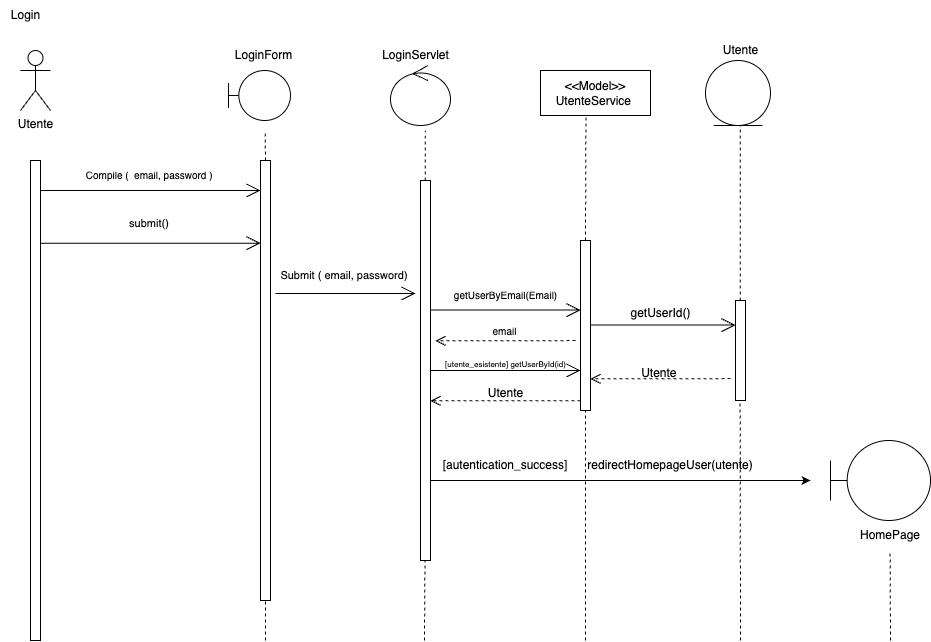 Login
LoginForm
LoginServlet
Utente
<<Model>>
UtenteService
Utente
Compile (  email, password )
submit()
Submit ( email, password)
getUserByEmail(Email)
getUserId()
email
[utente_esistente] getUserById(id)
Utente
Utente
[autentication_success]
redirectHomepageUser(utente)
HomePage